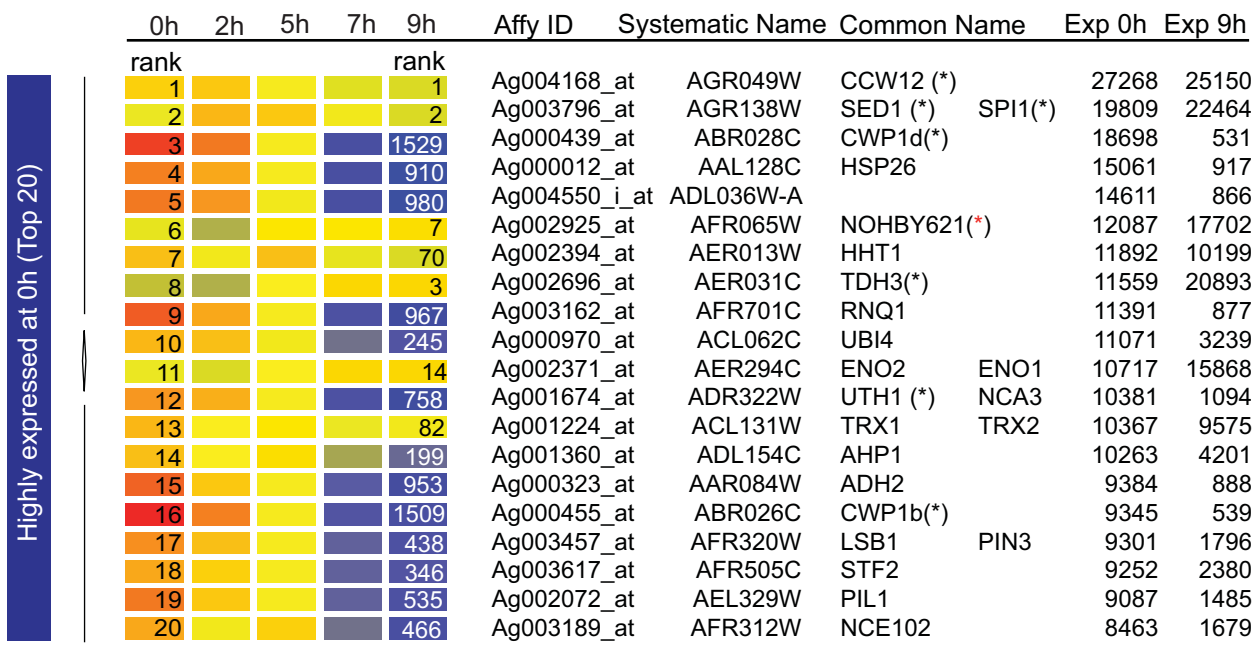 0h 2h 5h 7h 9h Affy ID Systematic Name Common Name Exp 0h Exp 9h
rank rank
Highly expressed at 0h (Top 20)
1 1 Ag004168_at AGR049W CCW12 (*) 27268 25150
2 2 Ag003796_at AGR138W SED1 (*) SPI1(*) 19809 22464
3 1529 Ag000439_at ABR028C CWP1d(*) 18698 531
4 910 Ag000012_at AAL128C HSP26 15061 917
5 980 Ag004550_i_at ADL036W-A 14611 866
6 7 Ag002925_at AFR065W NOHBY621(*) 12087 17702
7 70 Ag002394_at AER013W HHT1 11892 10199
8 3 Ag002696_at AER031C TDH3(*) 11559 20893
9 967 Ag003162_at AFR701C RNQ1 11391 877
10 245 Ag000970_at ACL062C UBI4 11071 3239
11 14 Ag002371_at AER294C ENO2 ENO1 10717 15868
12 758 Ag001674_at ADR322W UTH1 (*) NCA3 10381 1094
13 82 Ag001224_at ACL131W TRX1 TRX2 10367 9575
14 199 Ag001360_at ADL154C AHP1 10263 4201
15 953 Ag000323_at AAR084W ADH2 9384 888
16 1509 Ag000455_at ABR026C CWP1b(*) 9345 539
17 438 Ag003457_at AFR320W LSB1 PIN3 9301 1796
18 346 Ag003617_at AFR505C STF2 9252 2380
19 535 Ag002072_at AEL329W PIL1 9087 1485
20 466 Ag003189_at AFR312W NCE102 8463 1679